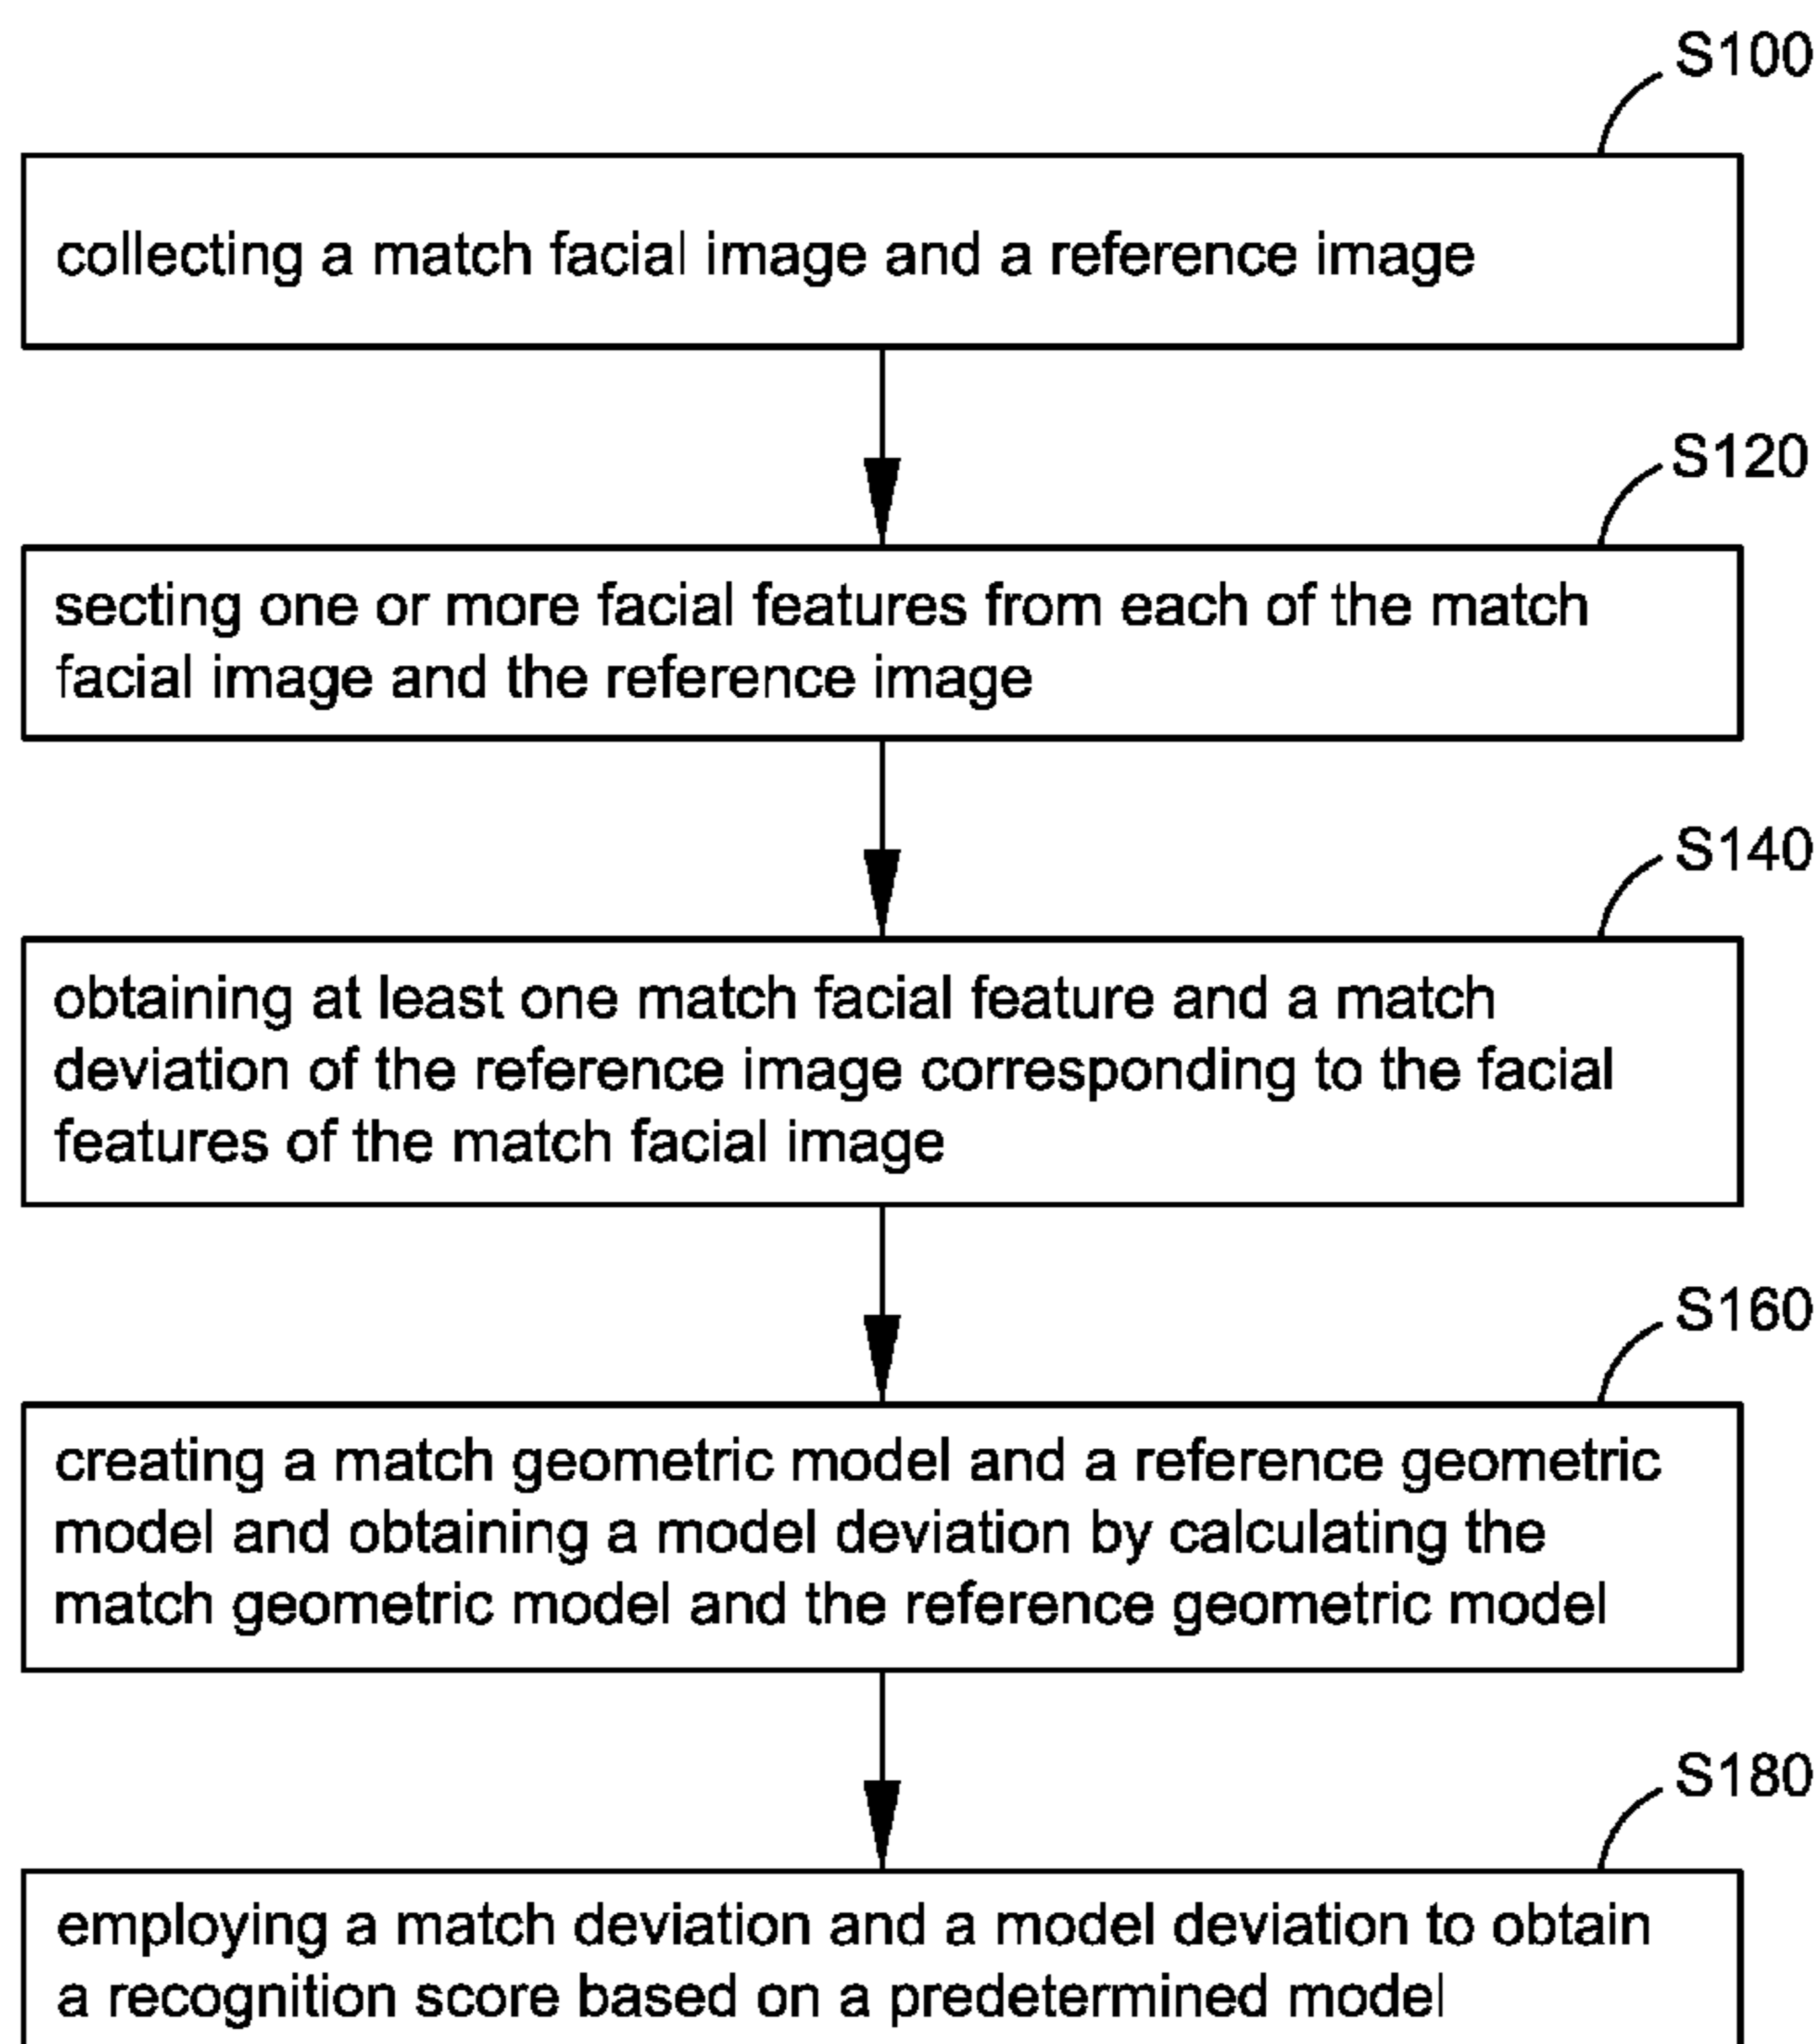 S100
collecting a match facial image and a reference image
S120
secting one or more facial features from each of the match
facial image and the reference image
S140
obtaining at least one match facial feature and a match
deviation of the reference image corresponding to the facial
features of the match facial image
S160
creating a match geometric model and a reference geometric
model and obtaining a model deviation by calculating the
match geometric model and the reference geometric model
S180
employing a match deviation and a model deviation to obtain
a recognition score based on a predetermined model